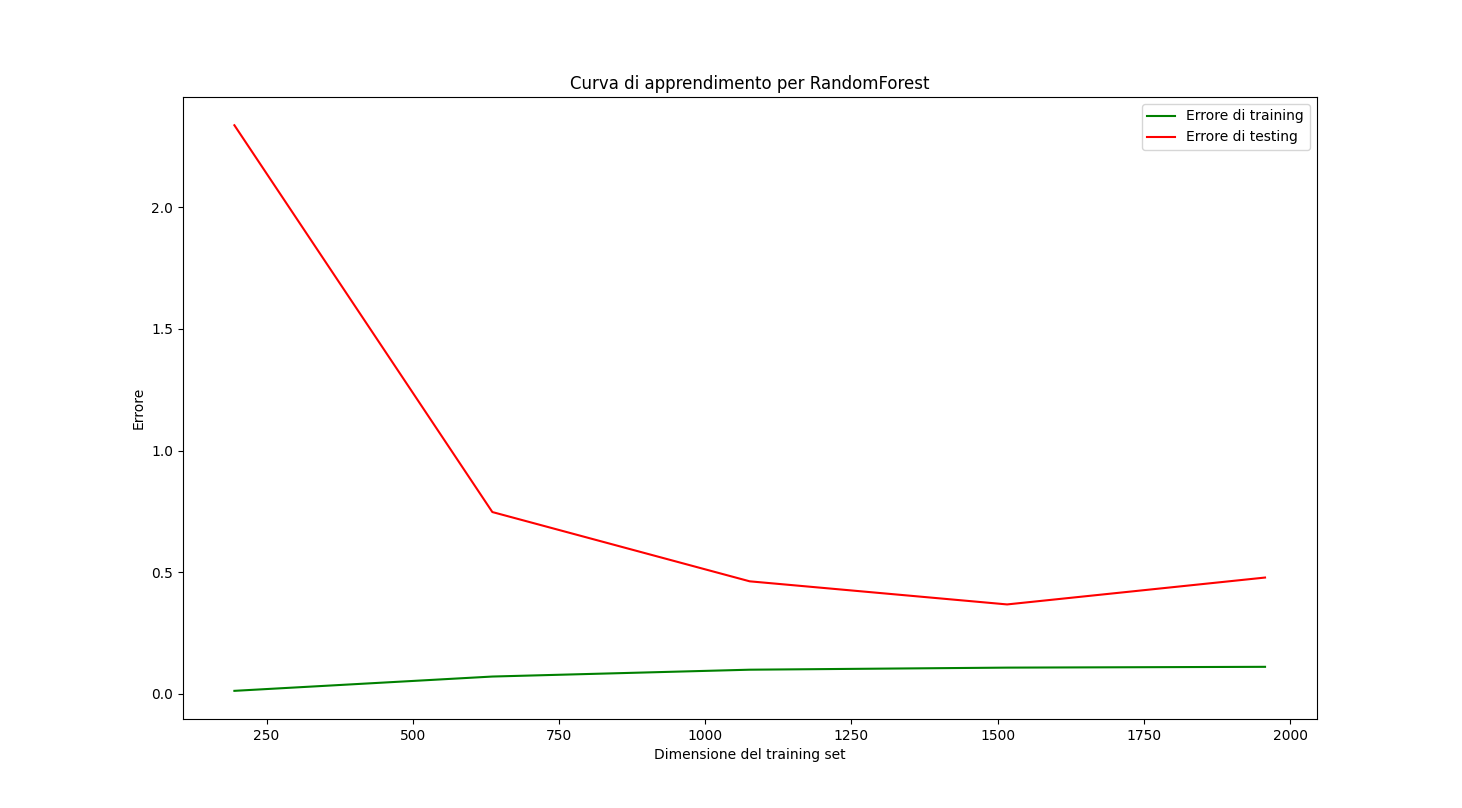 Curva di apprendimento per RandomForest
Errore di training
Errore di testing
2.0
1.5
1.0
0.5
0.0
Errore
250
500
750
1000
1250
1500
1750
2000
Dimensione del training set